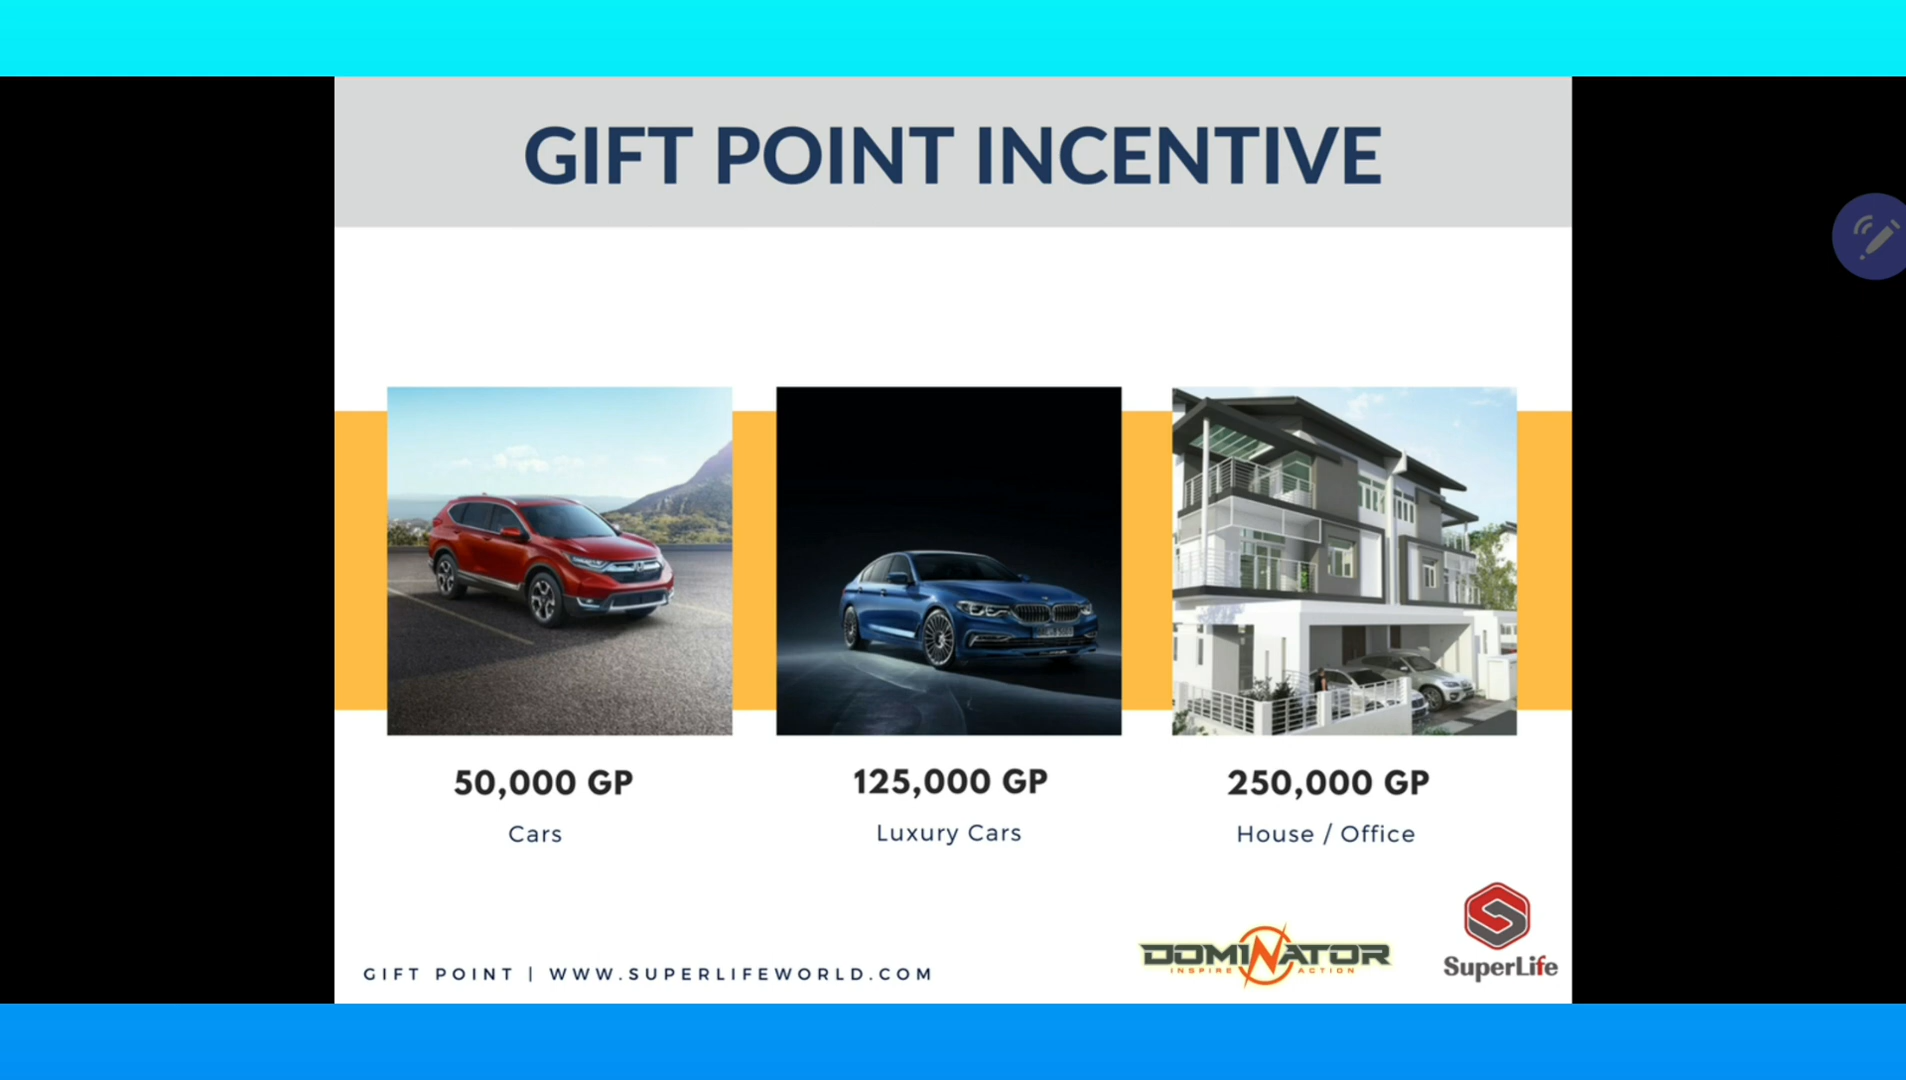 GIFT POINT INCENTIVE
50,000 GP
125,000 GP
250,000 GP
Cars
Luxury Cars
House / Office
DOMINATOR
INSPIRE ACTION
SuperLife
GIFT POINT | WWW.SUPERLIFEWORLD.COM